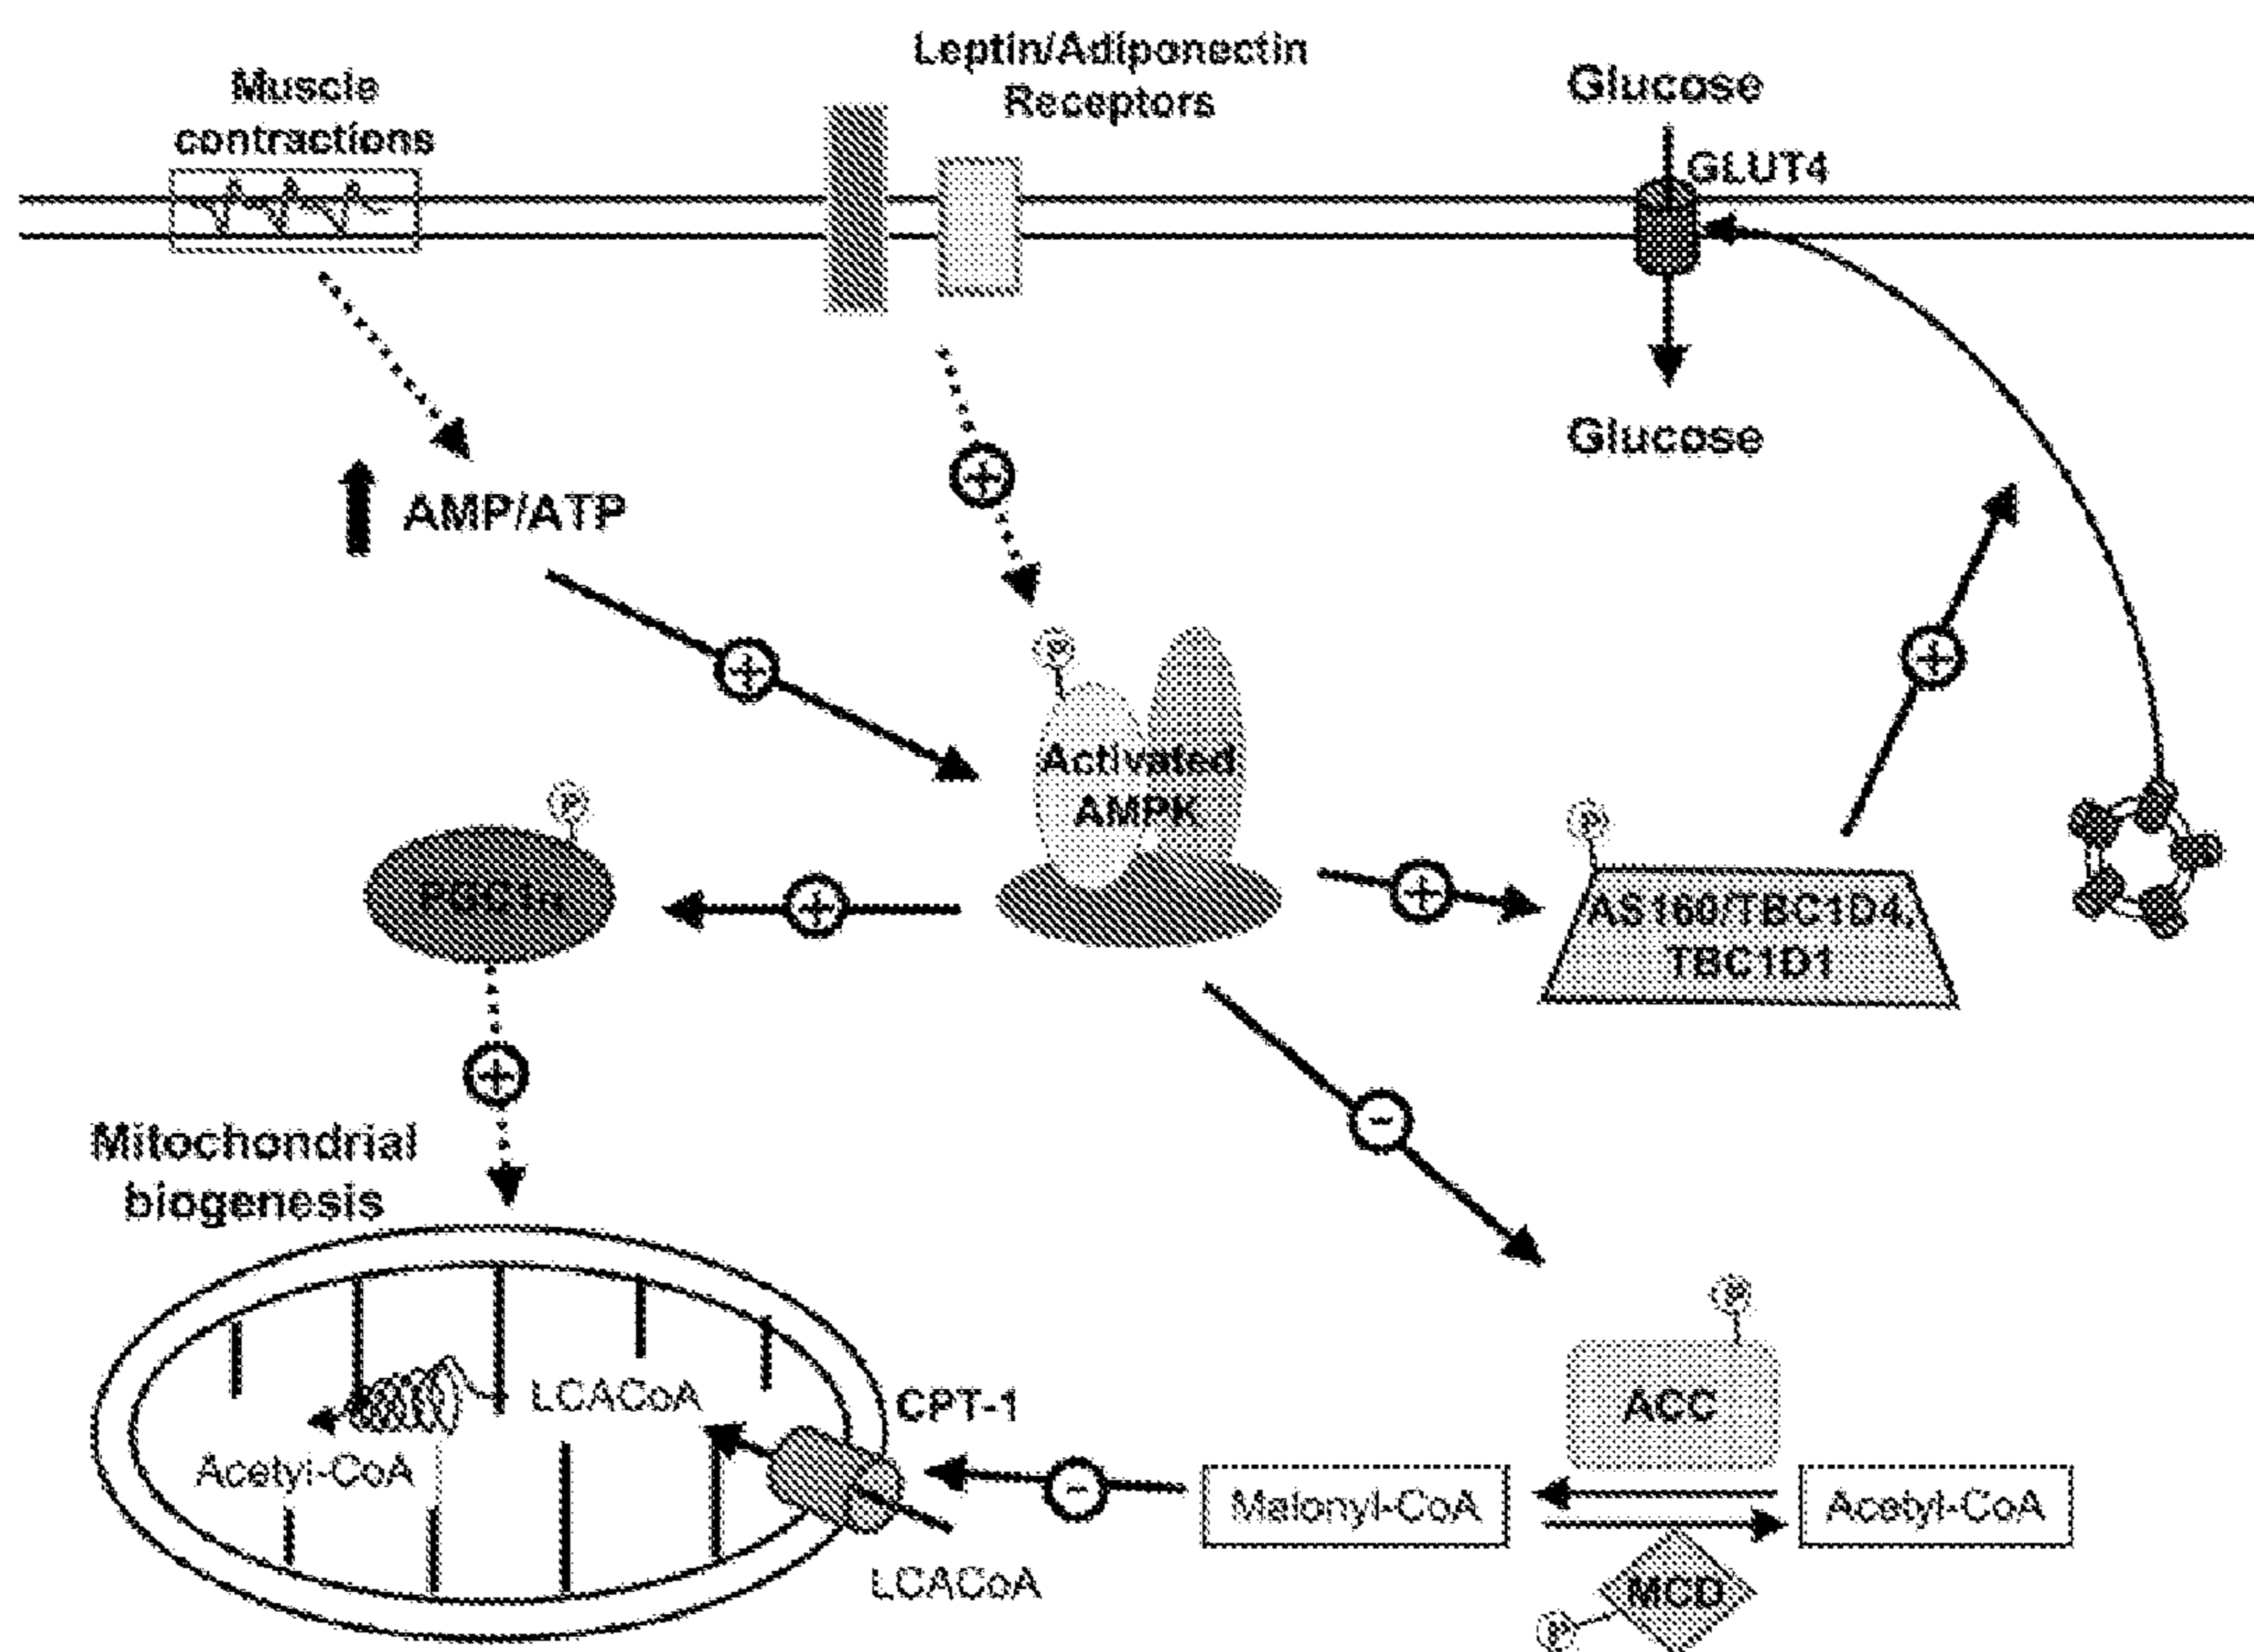 Muscle
contractions
Leptin/Adiponectin
Receptors
Glucose
GLUT4
Glucose
AMP/ATP
+
+
P
+
Activated
AMPK
P
PGC1α
+
+
P
AS160/TBC1D4,
TBC1D1
+
-
Mitochondrial
biogenesis
P
ACC
LCACoA
CPT-1
Acetyl-CoA
-
Malonyl-CoA
Acetyl-CoA
LCACoA
MCD
P